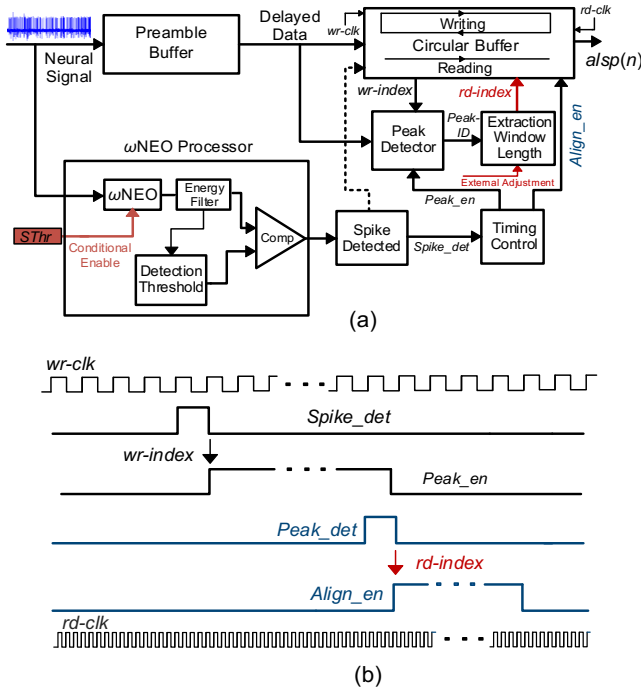 Neural
Signal
Preamble
Buffer
Delayed
Data
wr-clk
Writing
Circular Buffer
Reading
rd-clk
alsp(n)
wr-index
rd-index
Align_en
Peak
Detector
Peak-
ID
Extraction
Window
Length
External Adjustment
Peak_en
ωNEO Processor
ωNEO
Energy
Filter
SThr
Conditional
Enable
Detection
Threshold
Comp
Spike
Detected
Spike_det
Timing
Control
(a)
wr-clk
Spike_det
wr-index
Peak_en
Peak_det
rd-index
Align_en
rd-clk
(b)